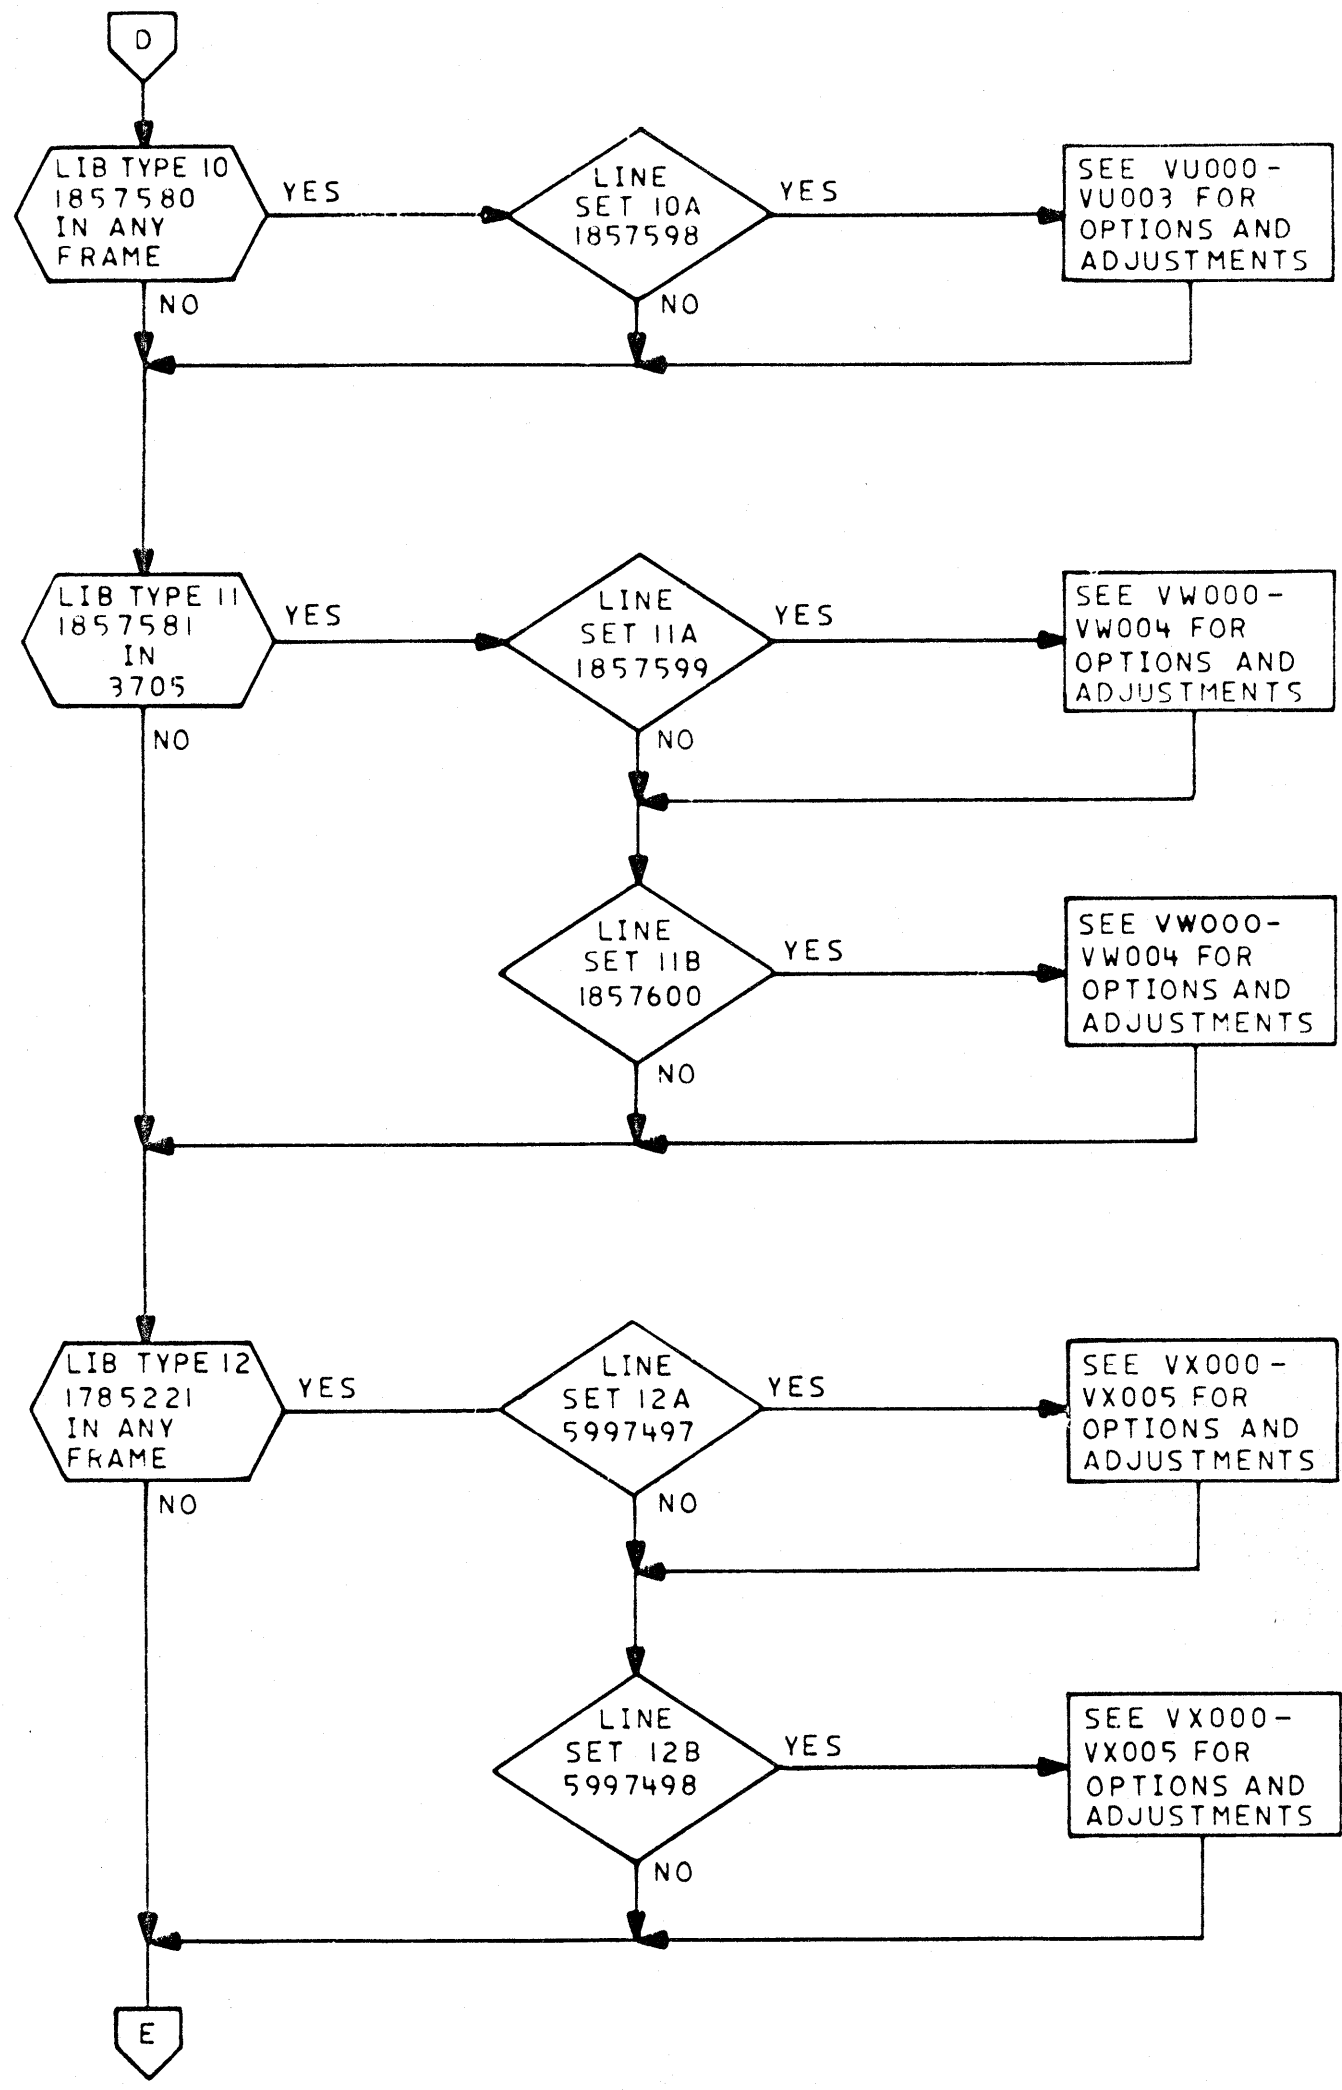 D
LIB TYPE 10
1857580
IN ANY
FRAME
YES
NO
LINE
SET 10A
1857598
YES
NO
SEE VU000-
VU003 FOR
OPTIONS AND
ADJUSTMENTS
LIB TYPE 11
1857581
IN
3705
YES
NO
LINE
SET 11A
1857599
YES
NO
SEE VW000-
VW004 FOR
OPTIONS AND
ADJUSTMENTS
LINE
SET 11B
1857600
YES
NO
SEE VW000-
VW004 FOR
OPTIONS AND
ADJUSTMENTS
LIB TYPE 12
1785221
IN ANY
FRAME
YES
NO
LINE
SET 12A
5997497
YES
NO
SEE VX000-
VX005 FOR
OPTIONS AND
ADJUSTMENTS
LINE
SET 12B
5997498
YES
NO
SEE VX000-
VX005 FOR
OPTIONS AND
ADJUSTMENTS
E